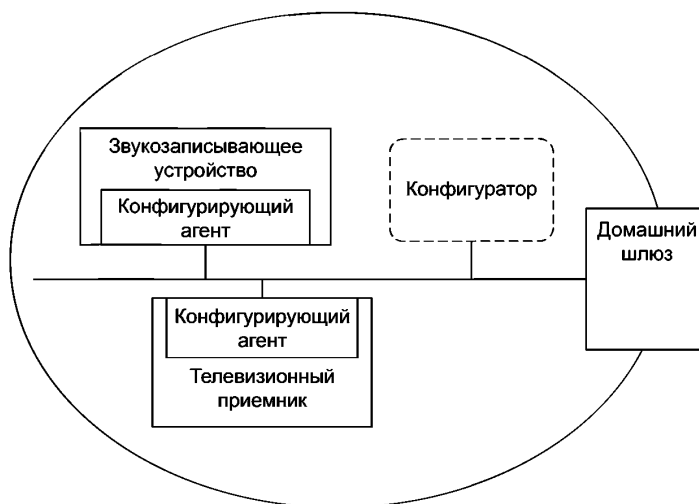 Звукозаписывающее
устройство
Конфигурирующий
агент
Конфигуратор
Домашний
шлюз
Конфигурирующий
агент
Телевизионный
приемник